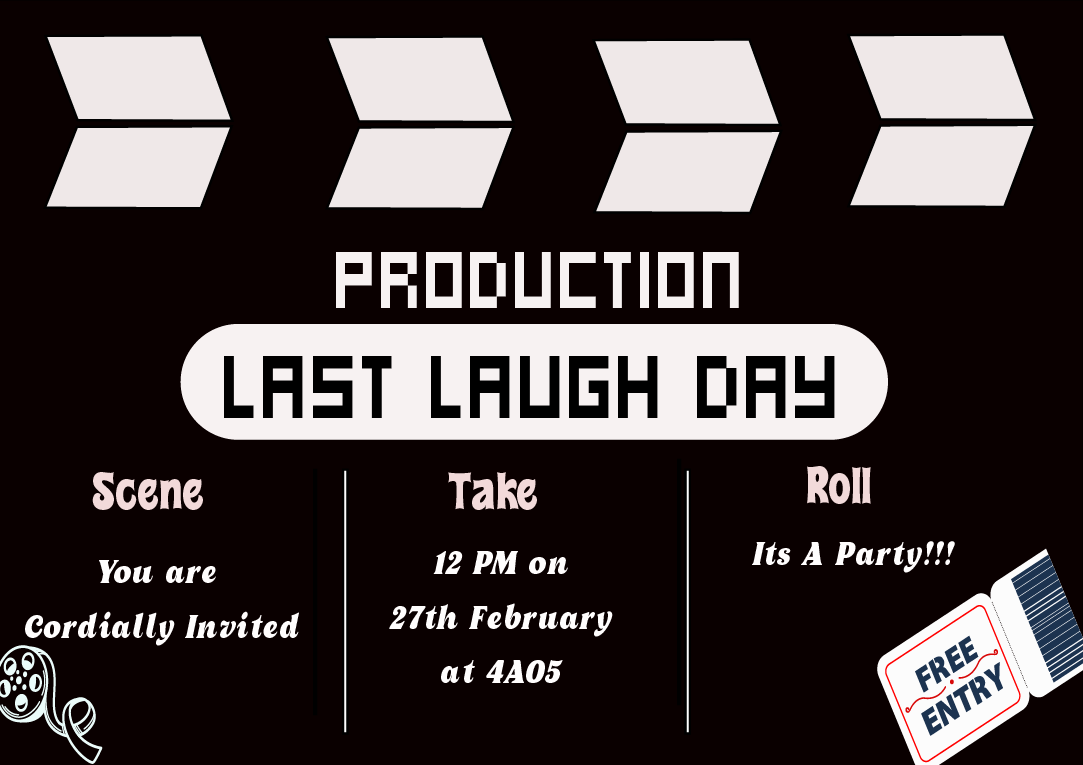 PRODUCTION
LAST LAUGH DAY
Scene
You are
Cordially Invited
Take
12 PM on
27th February
at 4A05
Roll
Its A Party!!!
FREE
ENTRY